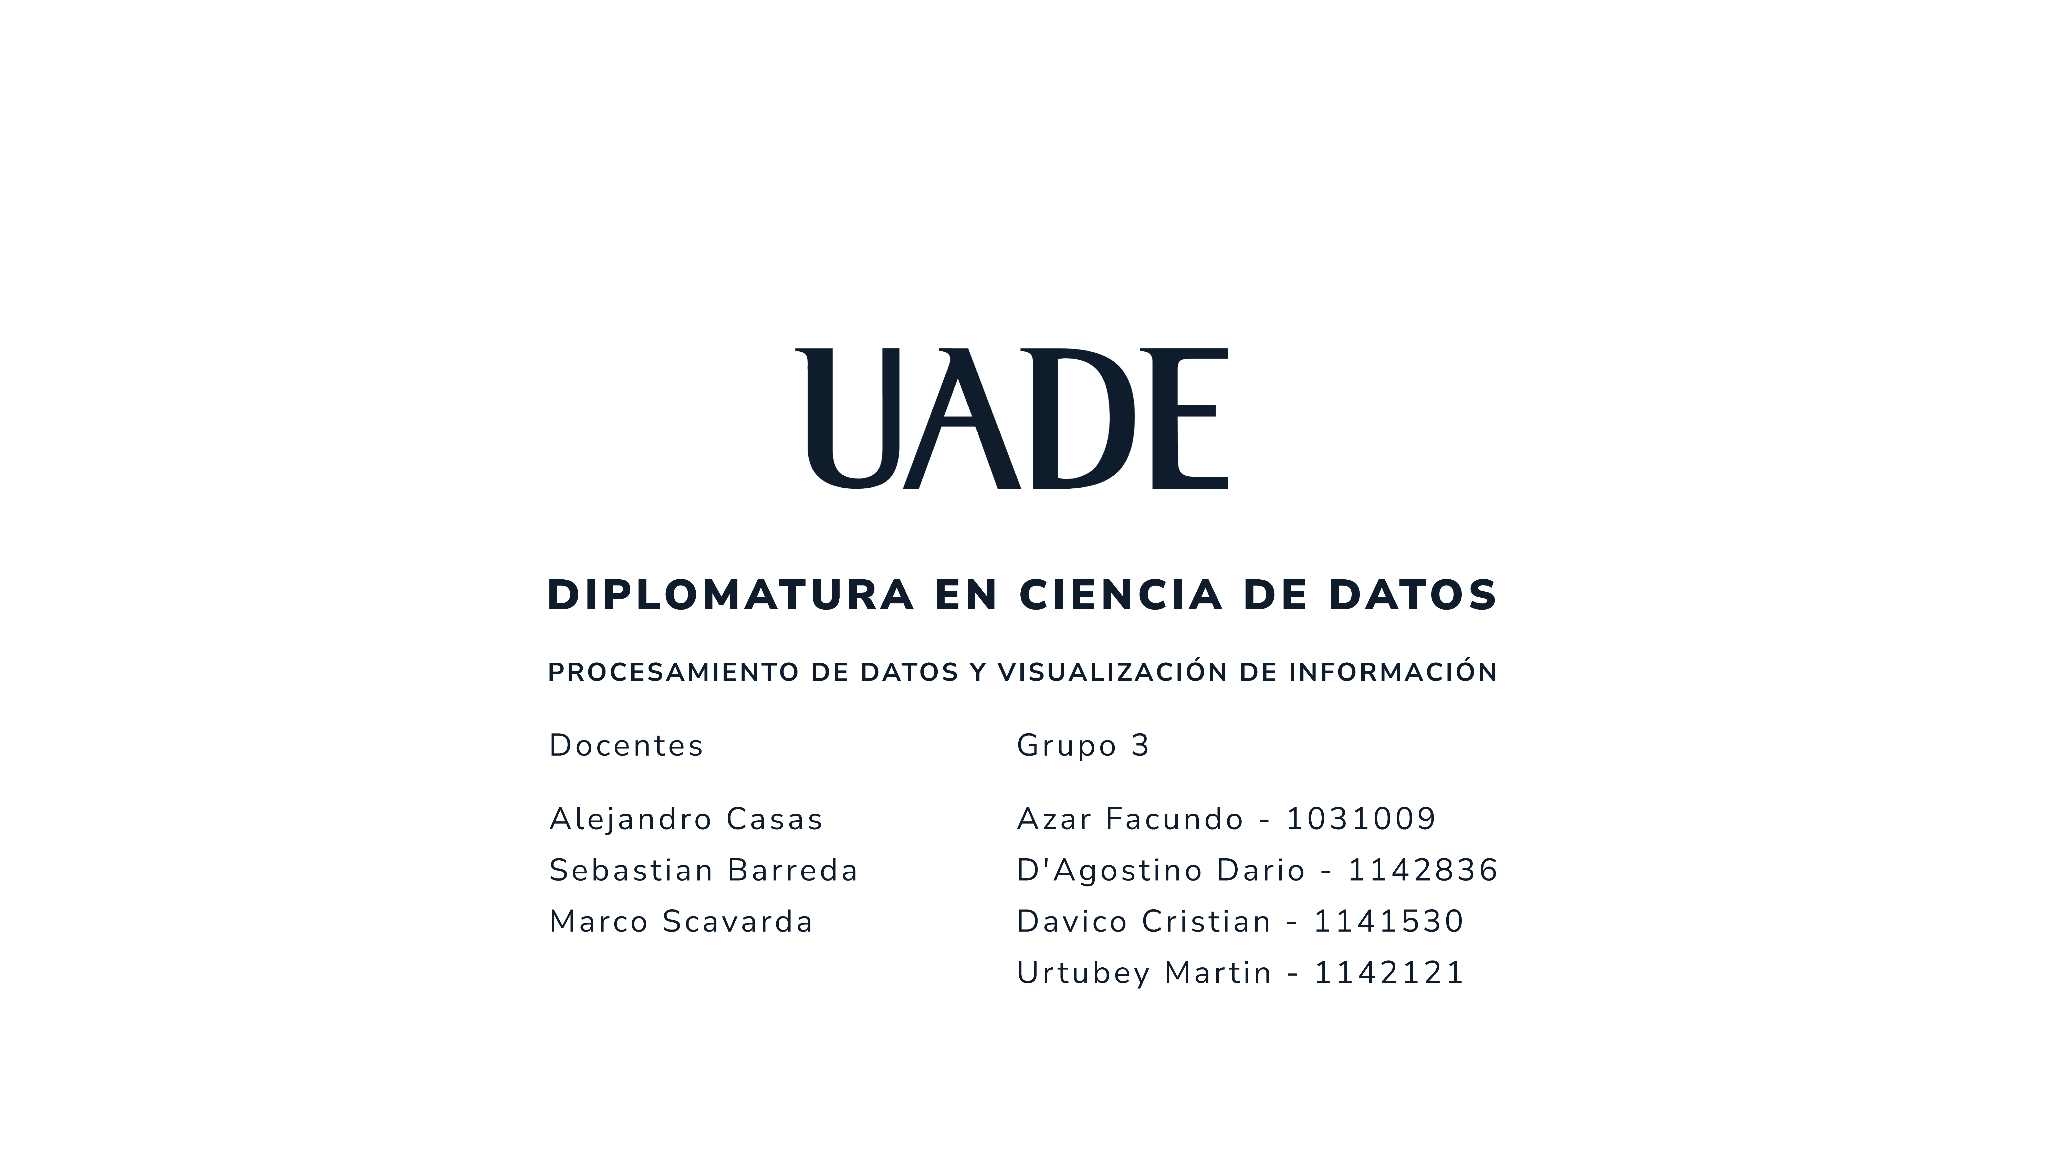 UADE
DIPLOMATURA EN CIENCIA DE DATOS
PROCESAMIENTO DE DATOS Y VISUALIZACIÓN DE INFORMACIÓN
Docentes
Alejandro Casas
Sebastian Barreda
Marco Scavarda
Grupo 3
Azar Facundo - 1031009
D'Agostino Dario - 1142836
Davico Cristian - 1141530
Urtubey Martin - 1142121